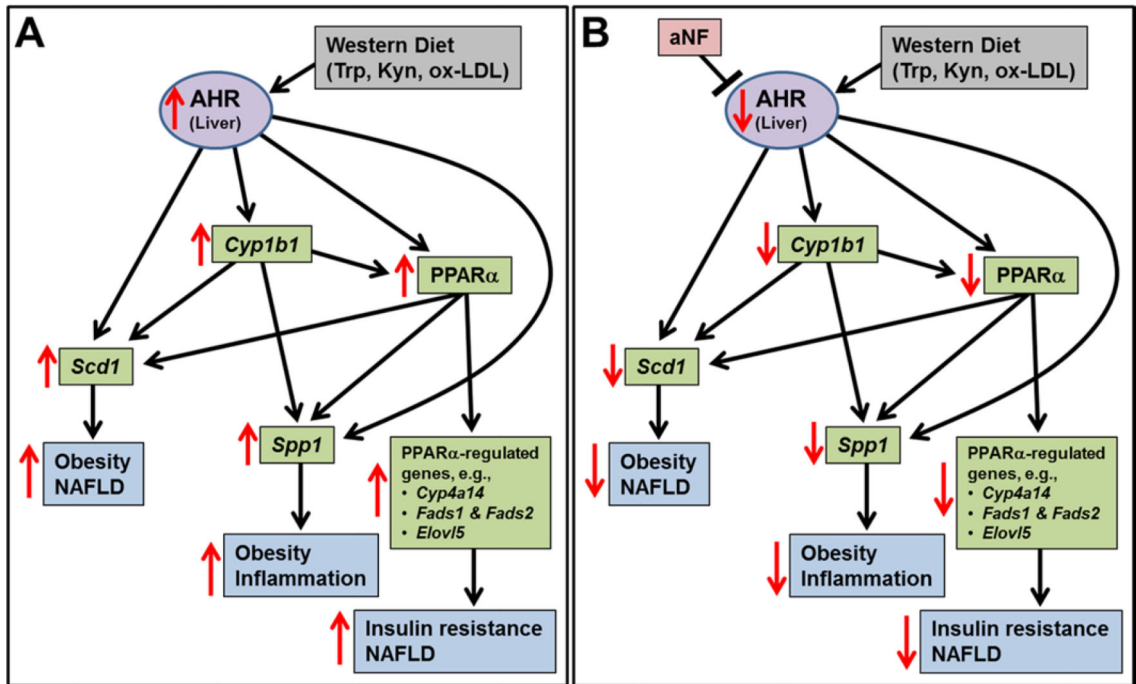 A
Western Diet
(Trp, Kyn, ox-LDL)
AHR
(Liver)
Cyp1b1
PPARα
Scd1
Spp1
Obesity
NAFLD
PPARα-regulated
genes, e.g.,
• Cyp4a14
• Fads1 & Fads2
• Elovl5
Obesity
Inflammation
Insulin resistance
NAFLD
B
aNF
Western Diet
(Trp, Kyn, ox-LDL)
AHR
(Liver)
Cyp1b1
PPARα
Scd1
Spp1
Obesity
NAFLD
PPARα-regulated
genes, e.g.,
• Cyp4a14
• Fads1 & Fads2
• Elovl5
Obesity
Inflammation
Insulin resistance
NAFLD